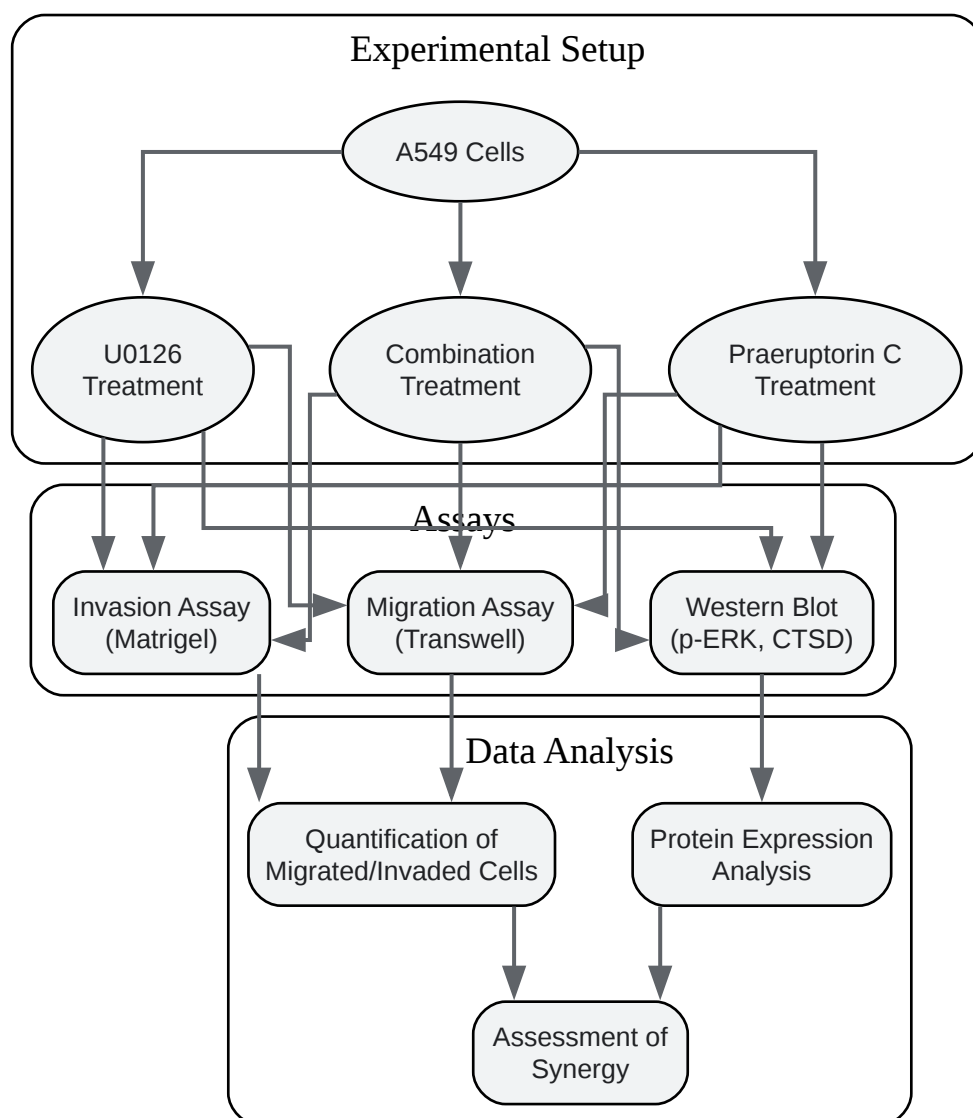 Experimental Setup
A549 Cells
U0126
Treatment
Combination
Treatment
Praeruptorin C
Treatment
Assays
Invasion Assay
(Matrigel)
Migration Assay
(Transwell)
Western Blot
(p-ERK, CTSD)
Data Analysis
Quantification of
Migrated/Invaded Cells
Protein Expression
Analysis
Assessment of
Synergy